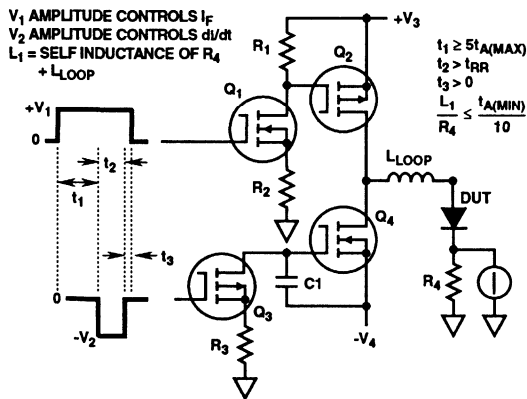 V1 AMPLITUDE CONTROLS IF
V2 AMPLITUDE CONTROLS di/dt
L1 = SELF INDUCTANCE OF R4
+ LLOOP
+V1
0
t2
t1
t3
0
-V2
R1
Q1
R2
Q2
+V3
Q3
R3
C1
Q4
-V4
LLOOP
DUT
R4
t1 ≥ 5tA(MAX)
t2 > tRR
t3 > 0
L1
R4
≤
tA(MIN)
10